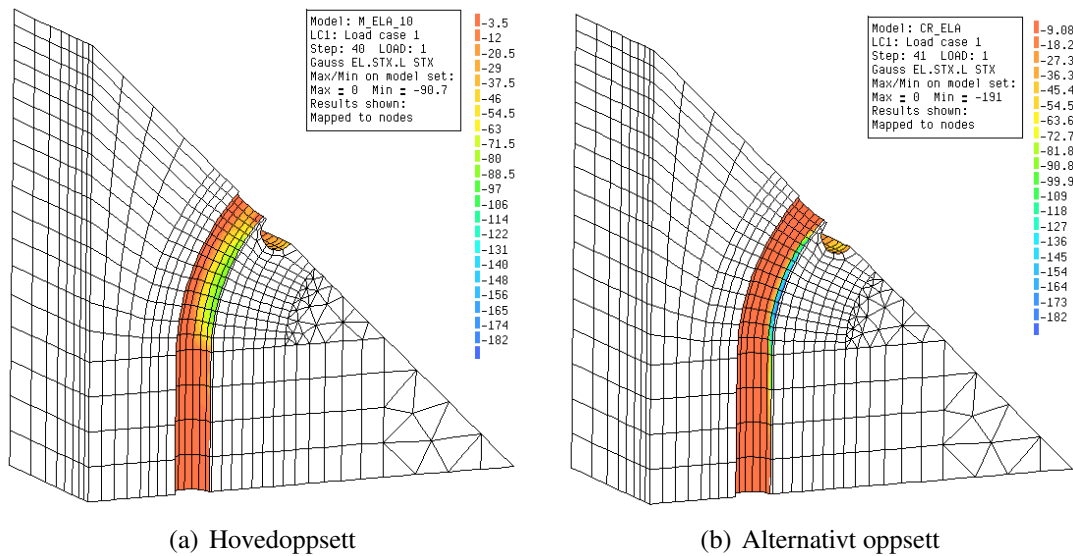 Model: M_ELA_10
LC1: Load case 1
Step: 40 LOAD: 1
Gauss EL.STX.L STX
Max/Min on model set:
Max = 0 Min = -90.7
Results shown:
Mapped to nodes
-3.5
-12
-20.5
-29
-37.5
-46
-54.5
-63
-71.5
-80
-88.5
-97
-106
-114
-122
-131
-140
-148
-156
-165
-174
-182
(a) Hovedoppsett
Model: CR_ELA
LC1: Load case 1
Step: 41 LOAD: 1
Gauss EL.STX.L STX
Max/Min on model set:
Max = 0 Min = -191
Results shown:
Mapped to nodes
-9.08
-18.2
-27.3
-36.3
-45.4
-54.5
-63.6
-72.7
-81.8
-90.8
-99.9
-109
-118
-127
-136
-145
-154
-164
-173
-182
(b) Alternativt oppsett